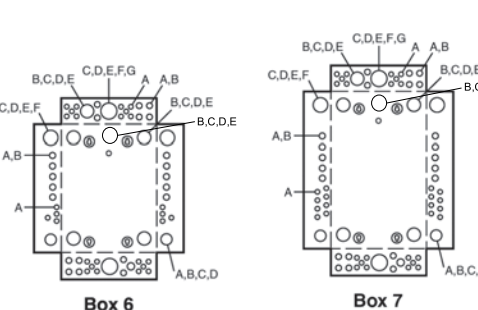 C,D,E,F,G
B,C,D,E
A
A,B
C,D,E,F
B,C,D,E
B,C,D,E
A,B
A
A,B,C,D
Box 6
C,D,E,F,G
B,C,D,E
A
A,B
C,D,E,F
B,C,D,E
B,C
A,B
A
A,B,C,
Box 7